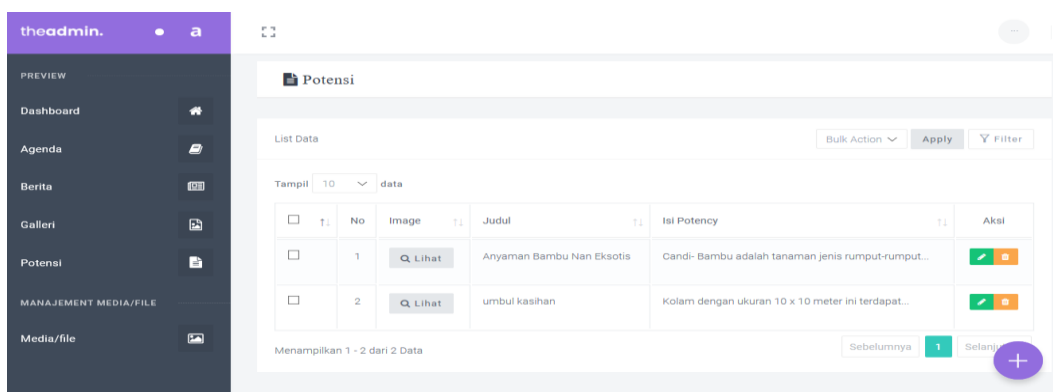 theadmin. a
PREVIEW
Dashboard
Agenda
Berita
Galleri
Potensi
MANAJEMENT MEDIA/FILE
Media/file
Potensi
List Data Bulk Action Apply Filter
Tampil 10 data
No Image Judul Isi Potency Aksi
1 Lihat Anyaman Bambu Nan Eksotis Candi- Bambu adalah tanaman jenis rumput-rumput...
2 Lihat umbul kasihan Kolam dengan ukuran 10 x 10 meter ini terdapat...
Menampilkan 1 - 2 dari 2 Data Sebelumnya 1